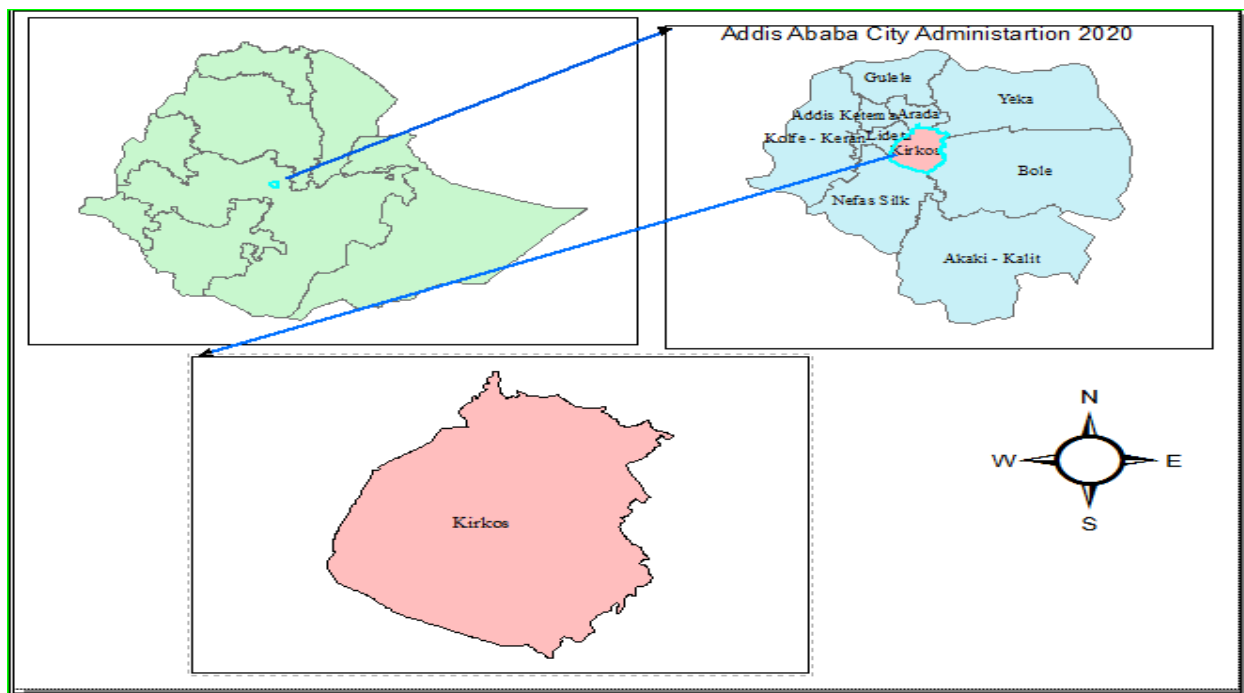 Addis Ababa City Administartion 2020
Gulele
Yeka
Addis Ketema
Arada
Kolfe - Keran
Lideta
Kirkos
Bole
Nefas Silk
Akaki - Kalit
Kirkos
N
W
E
S